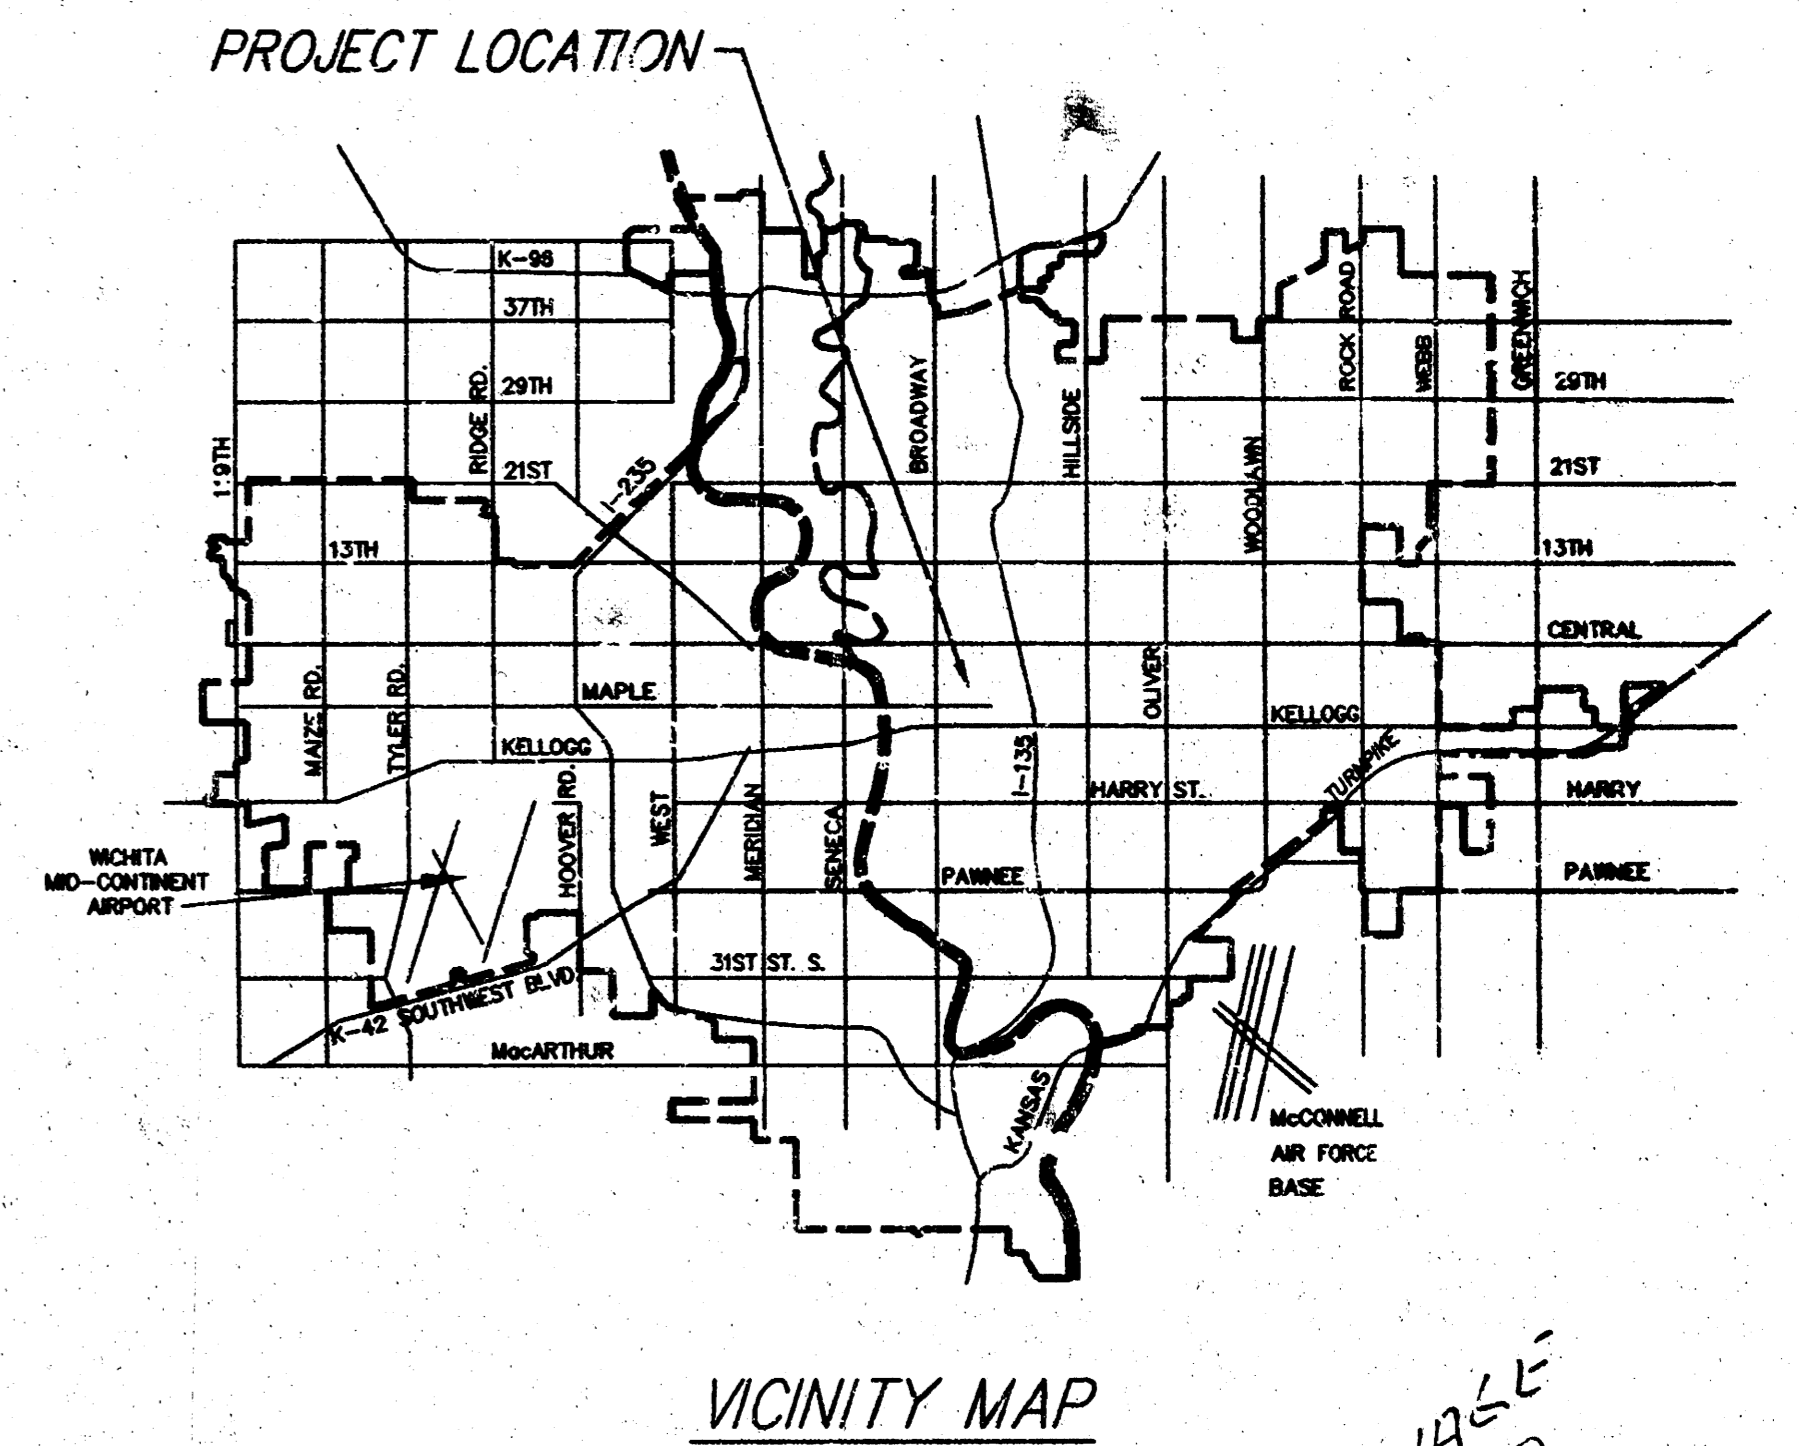 PROJECT LOCATION
K-96
37TH
29TH
21ST
13TH
119TH
RIDGE RD.
I-235
BROADWAY
HILLSIDE
WOODLAWN
ROCK ROAD
WEBB
GREENWICH
29TH
21ST
13TH
CENTRAL
MAIZE RD.
TYLER RD.
MAPLE
KELLOGG
OLIVER
KELLOGG
I-135
HARRY ST.
TURNPIKE
HARRY
HOOVER RD.
WEST
MERIDIAN
SENECA
PAWNEE
PAWNEE
WICHITA
MID-CONTINENT
AIRPORT
31ST ST. S.
K-42 SOUTHWEST BLVD.
MacARTHUR
KANSAS
McCONNELL
AIR FORCE
BASE
VICINITY MAP